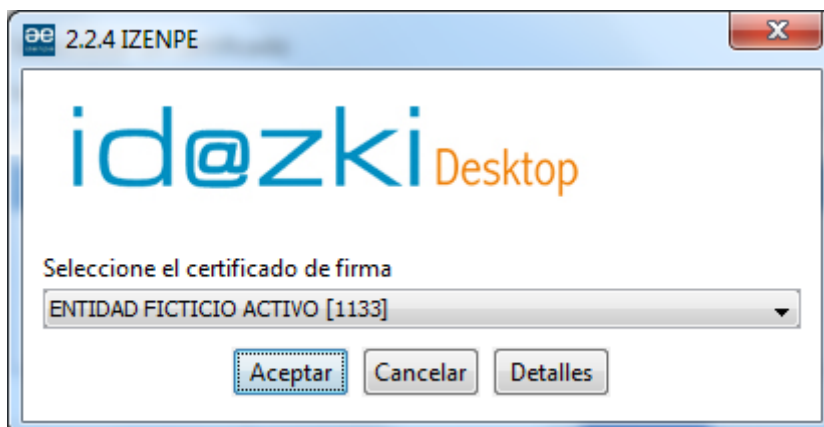 2.2.4 IZENPE
id@zki Desktop
Seleccione el certificado de firma
ENTIDAD FICTICIO ACTIVO [1133]
Aceptar Cancelar Detalles